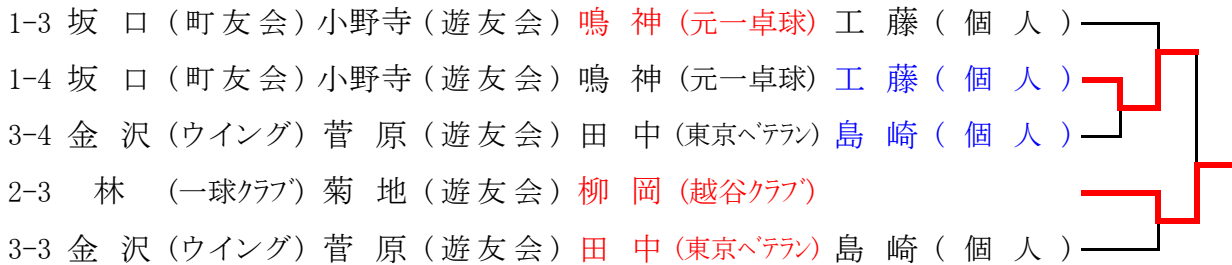 1-3 坂 口 (町友会) 小野寺 (遊友会) 鳴 神 (元一卓球) 工 藤 ( 個 人 )
1-4 坂 口 (町友会) 小野寺 (遊友会) 鳴 神 (元一卓球) 工 藤 ( 個 人 )
3-4 金 沢 (ウイング) 菅 原 (遊友会) 田 中 (東京ベテラン) 島 崎 ( 個 人 )
2-3 林 (一球クラブ) 菊 地 (遊友会) 柳 岡 (越谷クラブ)
3-3 金 沢 (ウイング) 菅 原 (遊友会) 田 中 (東京ベテラン) 島 崎 ( 個 人 )